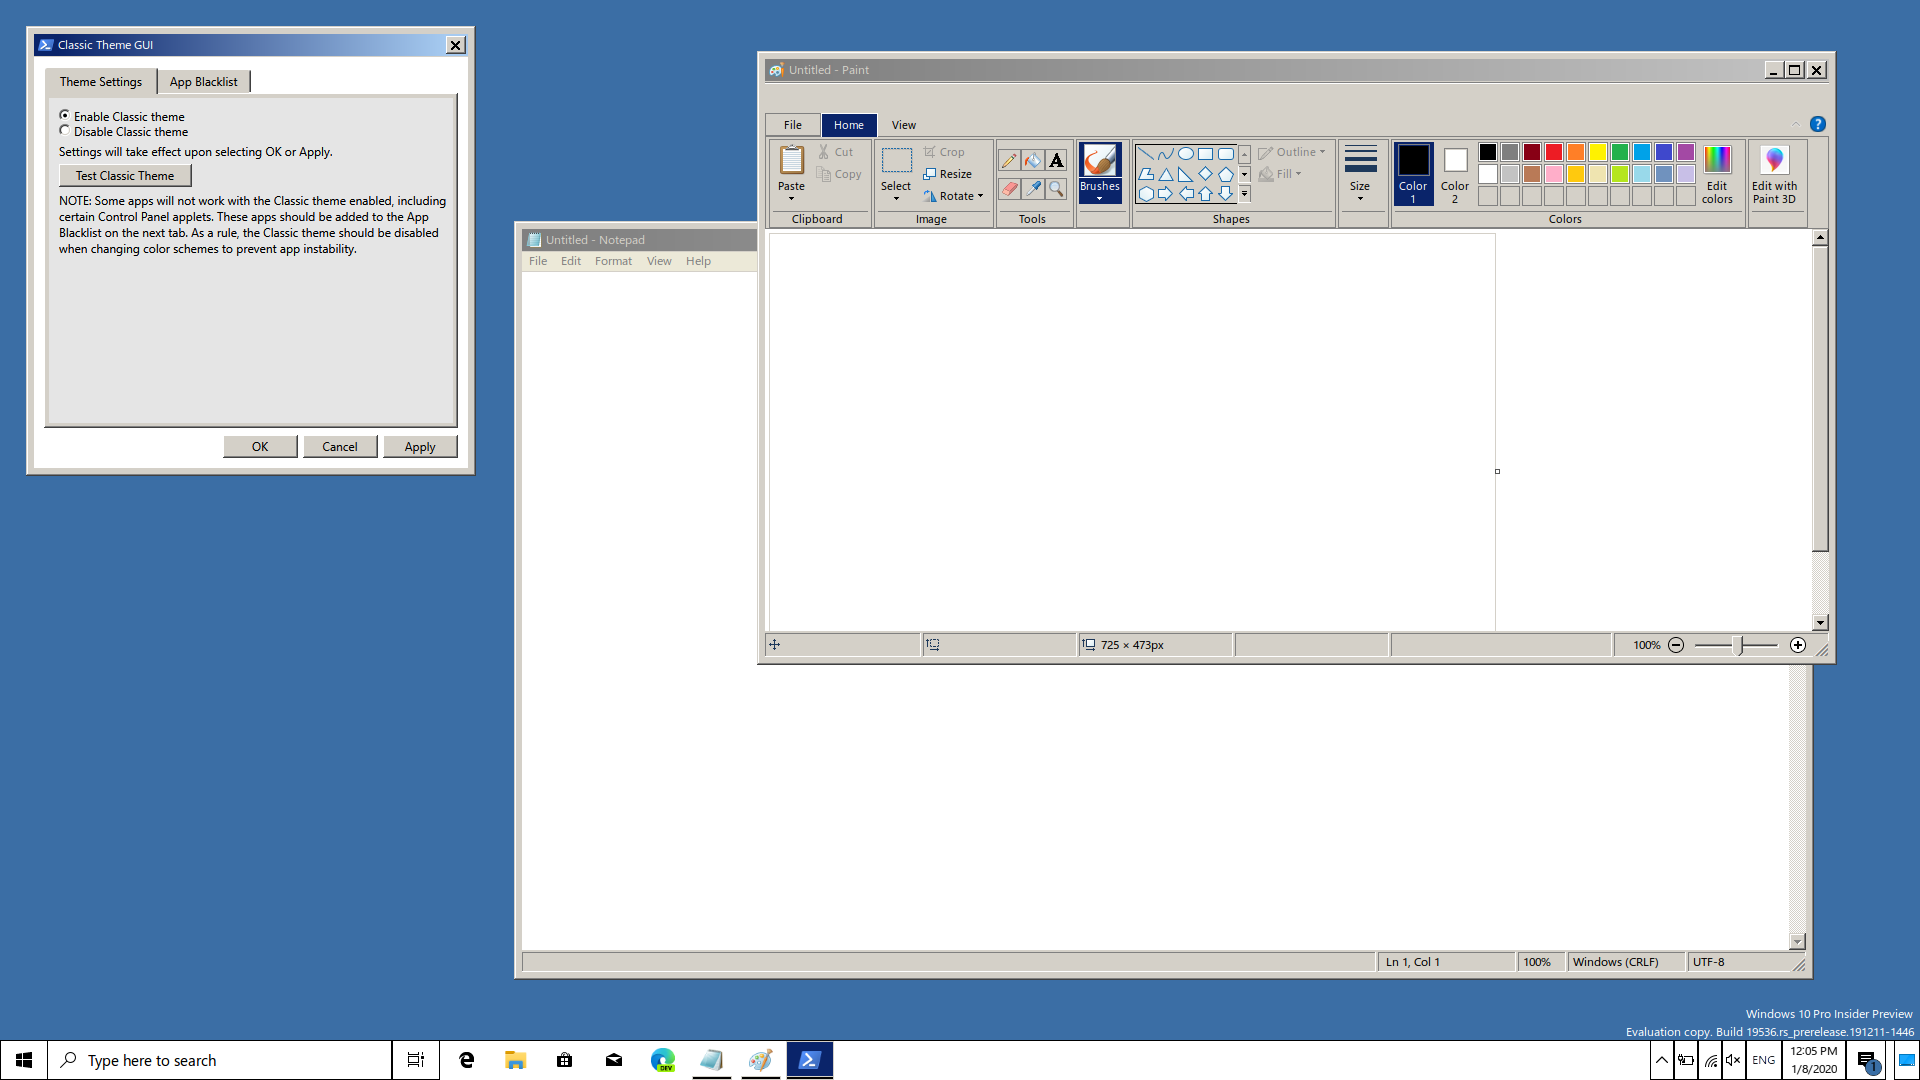 Classic Theme GUI
Theme Settings
App Blacklist
Enable Classic theme
Disable Classic theme
Settings will take effect upon selecting OK or Apply.
Test Classic Theme
NOTE: Some apps will not work with the Classic theme enabled, including
certain Control Panel applets. These apps should be added to the App
Blacklist on the next tab. As a rule, the Classic theme should be disabled
when changing color schemes to prevent app instability.
OK
Cancel
Apply
Untitled - Paint
File
Home
View
Paste
Cut
Copy
Clipboard
Select
Crop
Resize
Rotate
Image
A
Tools
Brushes
Outline
Fill
Shapes
Size
Color
1
Color
2
Edit
colors
Colors
Edit with
Paint 3D
725 × 473px
100%
Untitled - Notepad
File Edit Format View Help
Ln 1, Col 1
100%
Windows (CRLF)
UTF-8
Windows 10 Pro Insider Preview
Evaluation copy. Build 19536.rs_prerelease.191211-1446
Type here to search
DEV
ENG
12:05 PM
1/8/2020
1